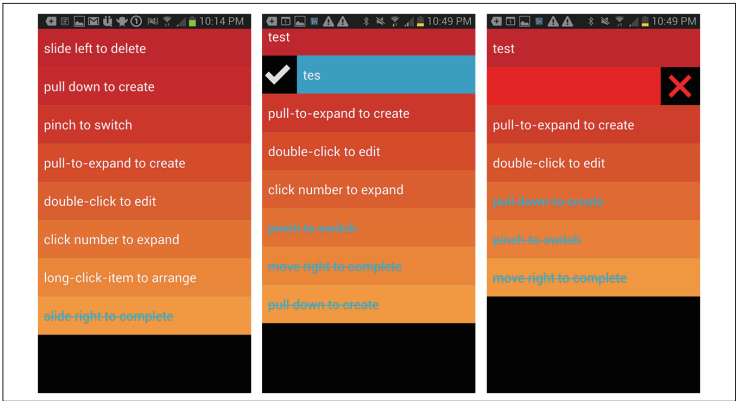 10:14 PM
slide left to delete
pull down to create
pinch to switch
pull-to-expand to create
double-click to edit
click number to expand
long-click-item to arrange
slide right to complete
10:49 PM
test
tes
pull-to-expand to create
double-click to edit
click number to expand
pinch to switch
move right to complete
pull down to create
10:49 PM
test
pull-to-expand to create
double-click to edit
pull down to create
pinch to switch
move right to complete